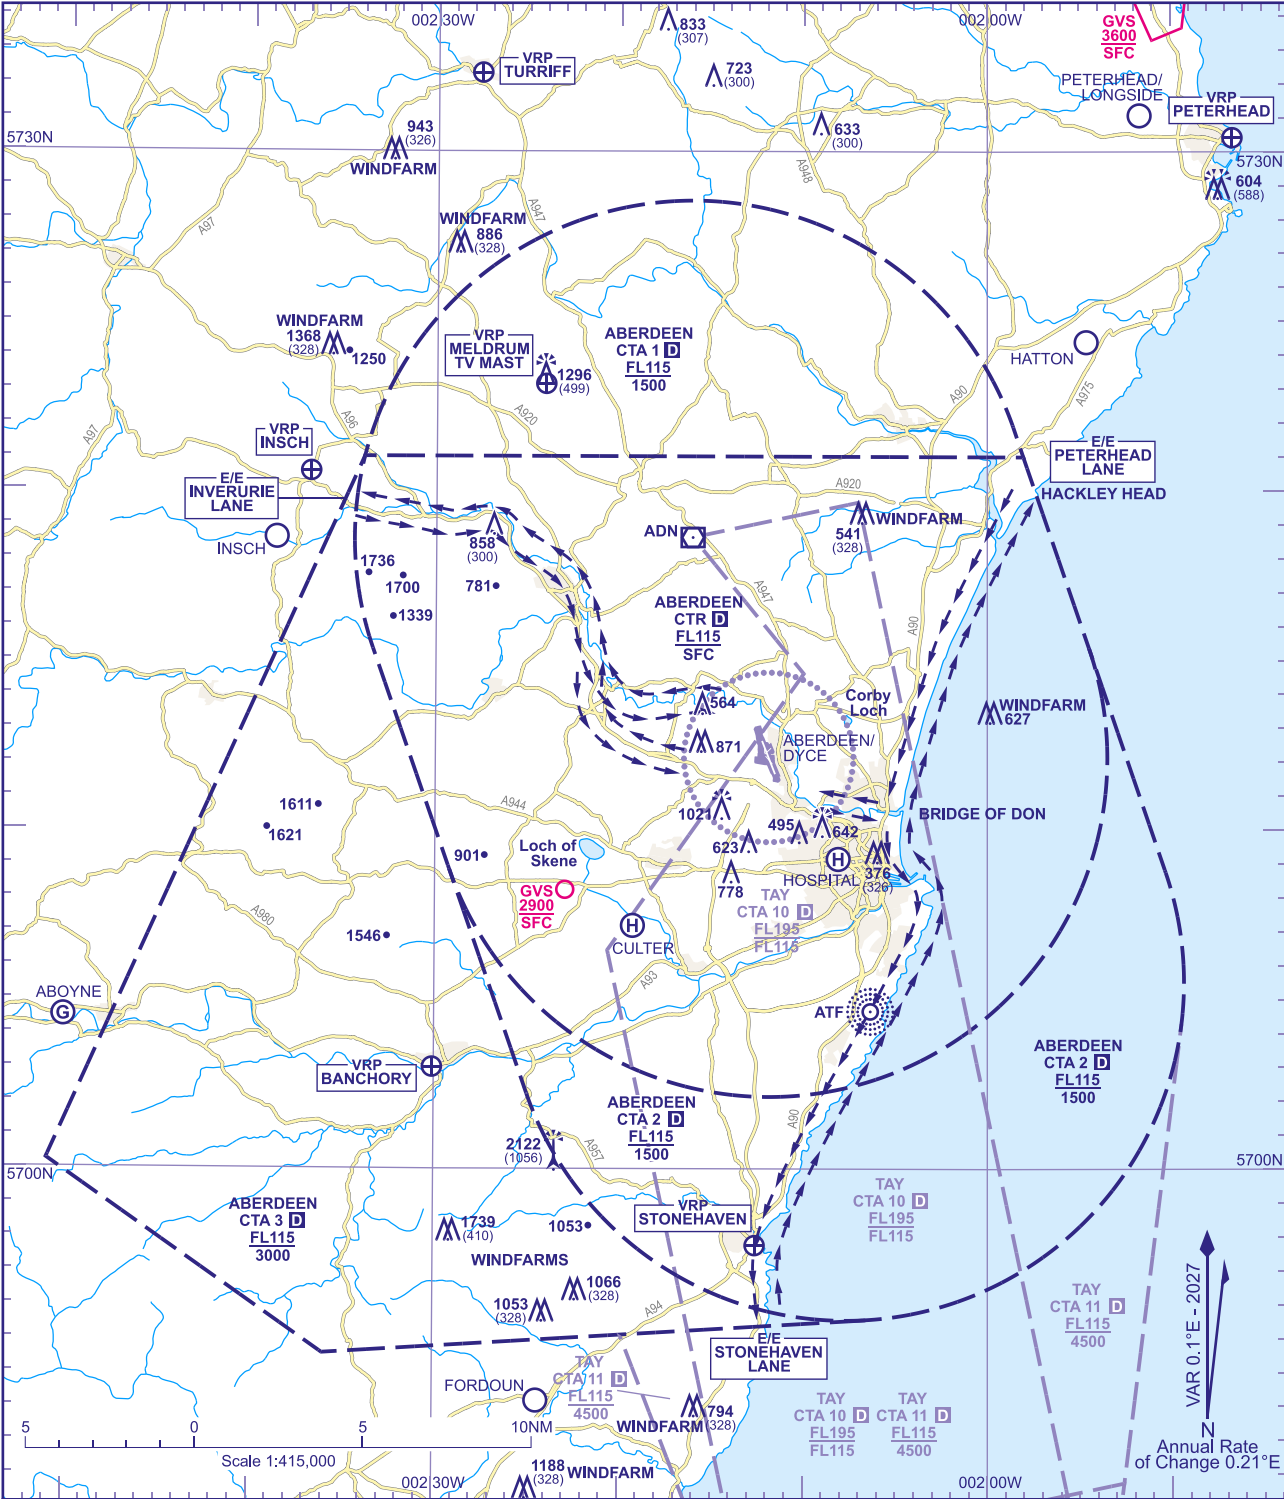 002 30W
833
(307)
002 00W
GVS
3600
SFC
VRP
TURRIFF
723
(300)
PETERHEAD/
LONGSIDE
VRP
PETERHEAD
943
(326)
WINDFARM
633
(300)
5730N
5730N
A948
604
(588)
A97
A947
WINDFARM
886
(328)
WINDFARM
1368
(328)
1250
VRP
MELDRUM
TV MAST
1296
(499)
ABERDEEN
CTA 1 D
FL115
1500
HATTON
A90
A975
A97
A96
A920
VRP
INSCH
E/E
INVERURIE
LANE
E/E
PETERHEAD
LANE
HACKLEY HEAD
A920
INSCH
858
(300)
ADN
541
(328)
WINDFARM
1736
1700
781
1339
A947
ABERDEEN
CTR D
FL115
SFC
A90
564
Corby
Loch
WINDFARM
627
871
ABERDEEN/
DYCE
1611
1621
A944
1021
BRIDGE OF DON
495
642
623
901
Loch of
Skene
H
HOSPITAL
376
(326)
778
GVS
2900
SFC
TAY
CTA 10 D
FL195
FL115
A980
1546
H
CULTER
A93
ABOYNE
G
ATF
VRP
BANCHORY
ABERDEEN
CTA 2 D
FL115
1500
ABERDEEN
CTA 2 D
FL115
1500
A90
2122
(1056)
A957
5700N
5700N
ABERDEEN
CTA 3 D
FL115
3000
TAY
CTA 10 D
FL195
FL115
VRP
STONEHAVEN
1739
(410)
1053
WINDFARMS
1066
(328)
1053
(328)
A94
TAY
CTA 11 D
FL115
4500
VAR 0.1°E - 2027
E/E
STONEHAVEN
LANE
FORDOUN
TAY
CTA 11 D
FL115
4500
794
(328)
WINDFARM
TAY
CTA 10 D
FL195
FL115
TAY
CTA 11 D
FL115
4500
N
Annual Rate
of Change 0.21°E
5 0 5 10NM
Scale 1:415,000
1188
(328)
WINDFARM
002 30W
002 00W